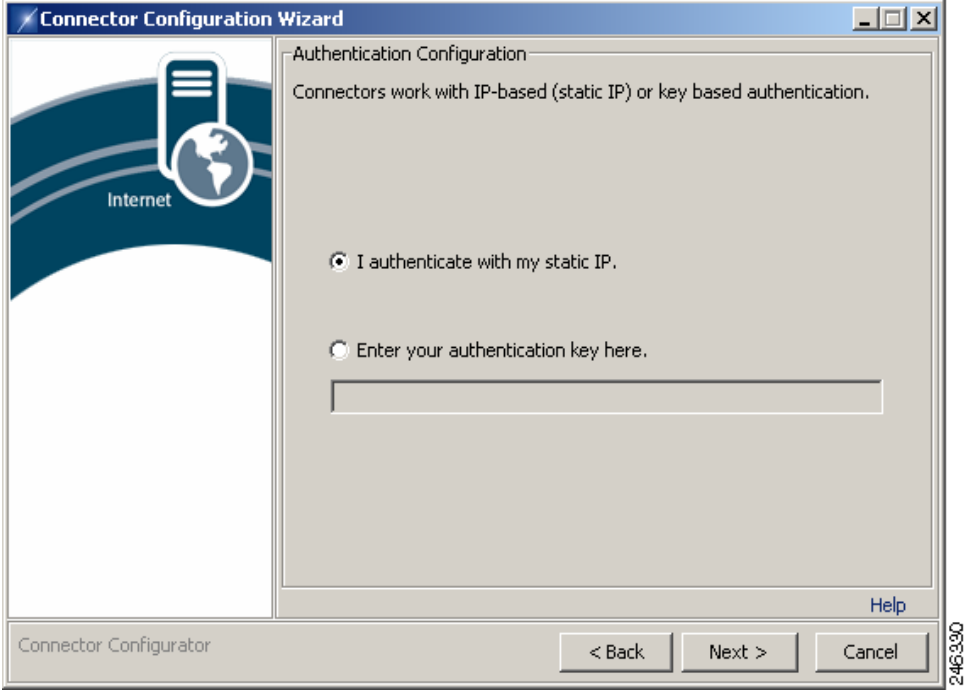 Connector Configuration Wizard
Authentication Configuration
Connectors work with IP-based (static IP) or key based authentication.
Internet
I authenticate with my static IP.
Enter your authentication key here.
Help
Connector Configurator
< Back
Next >
Cancel
246330